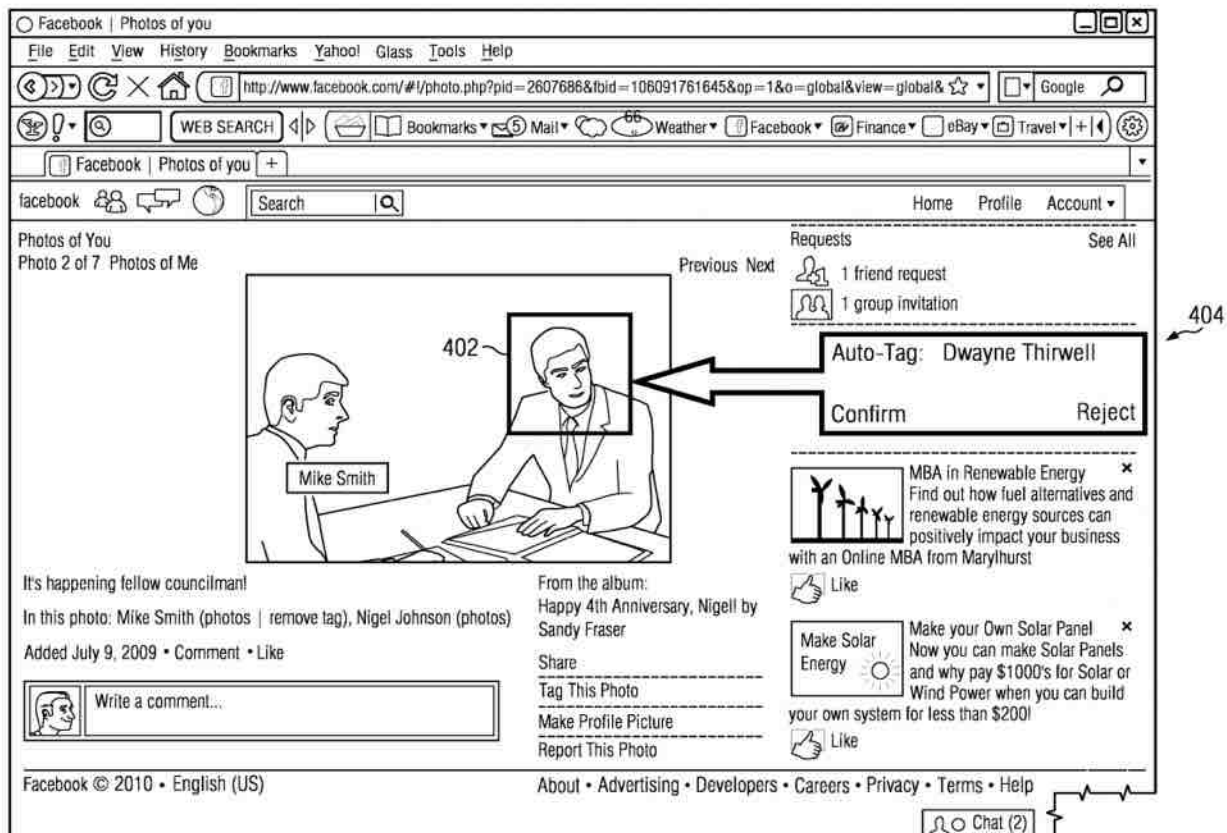 Facebook | Photos of you
File Edit View History Bookmarks Yahoo! Glass Tools Help
http://www.facebook.com/#!/photo.php?pid=2607686&fbid=106091761645&op=1&o=global&view=global& Google
WEB SEARCH Bookmarks 5 Mail 66 Weather Facebook Finance eBay Travel +
Facebook | Photos of you +
facebook Search Home Profile Account
Photos of You
Photo 2 of 7 Photos of Me
Previous Next
Requests See All
1 friend request
1 group invitation
404
402
Auto-Tag: Dwayne Thirwell
Confirm Reject
Mike Smith
MBA in Renewable Energy ×
Find out how fuel alternatives and
renewable energy sources can
positively impact your business
with an Online MBA from Marylhurst
Like
It's happening fellow councilman!
In this photo: Mike Smith (photos | remove tag), Nigel Johnson (photos)
Added July 9, 2009 • Comment • Like
Write a comment...
From the album:
Happy 4th Anniversary, Nigel! by
Sandy Fraser
Share
Tag This Photo
Make Profile Picture
Report This Photo
Make Solar
Energy
Make your Own Solar Panel ×
Now you can make Solar Panels
and why pay $1000's for Solar or
Wind Power when you can build
your own system for less than $200!
Like
Facebook © 2010 • English (US)
About • Advertising • Developers • Careers • Privacy • Terms • Help
Chat (2)